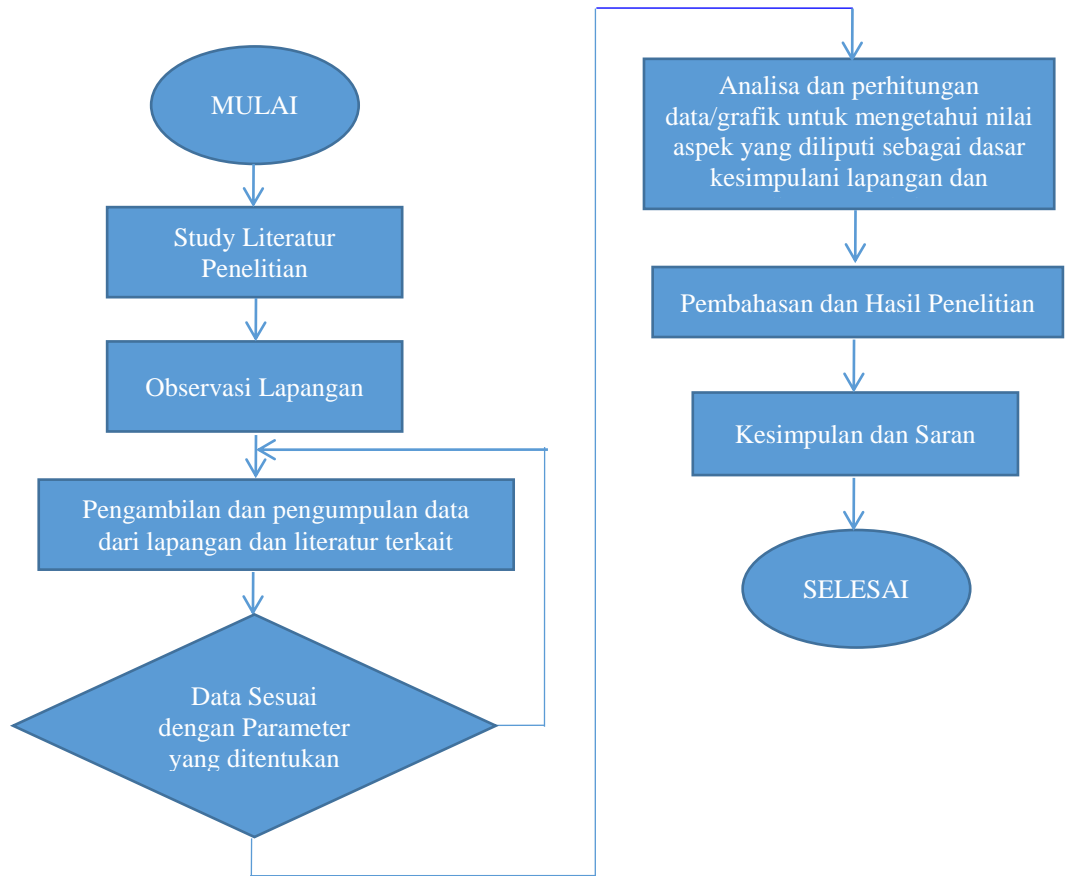 MULAI
Study Literatur
Penelitian
Observasi Lapangan
Pengambilan dan pengumpulan data
dari lapangan dan literatur terkait
Data Sesuai
dengan Parameter
yang ditentukan
Analisa dan perhitungan
data/grafik untuk mengetahui nilai
aspek yang diliputi sebagai dasar
kesimpulani lapangan dan
Pembahasan dan Hasil Penelitian
Kesimpulan dan Saran
SELESAI